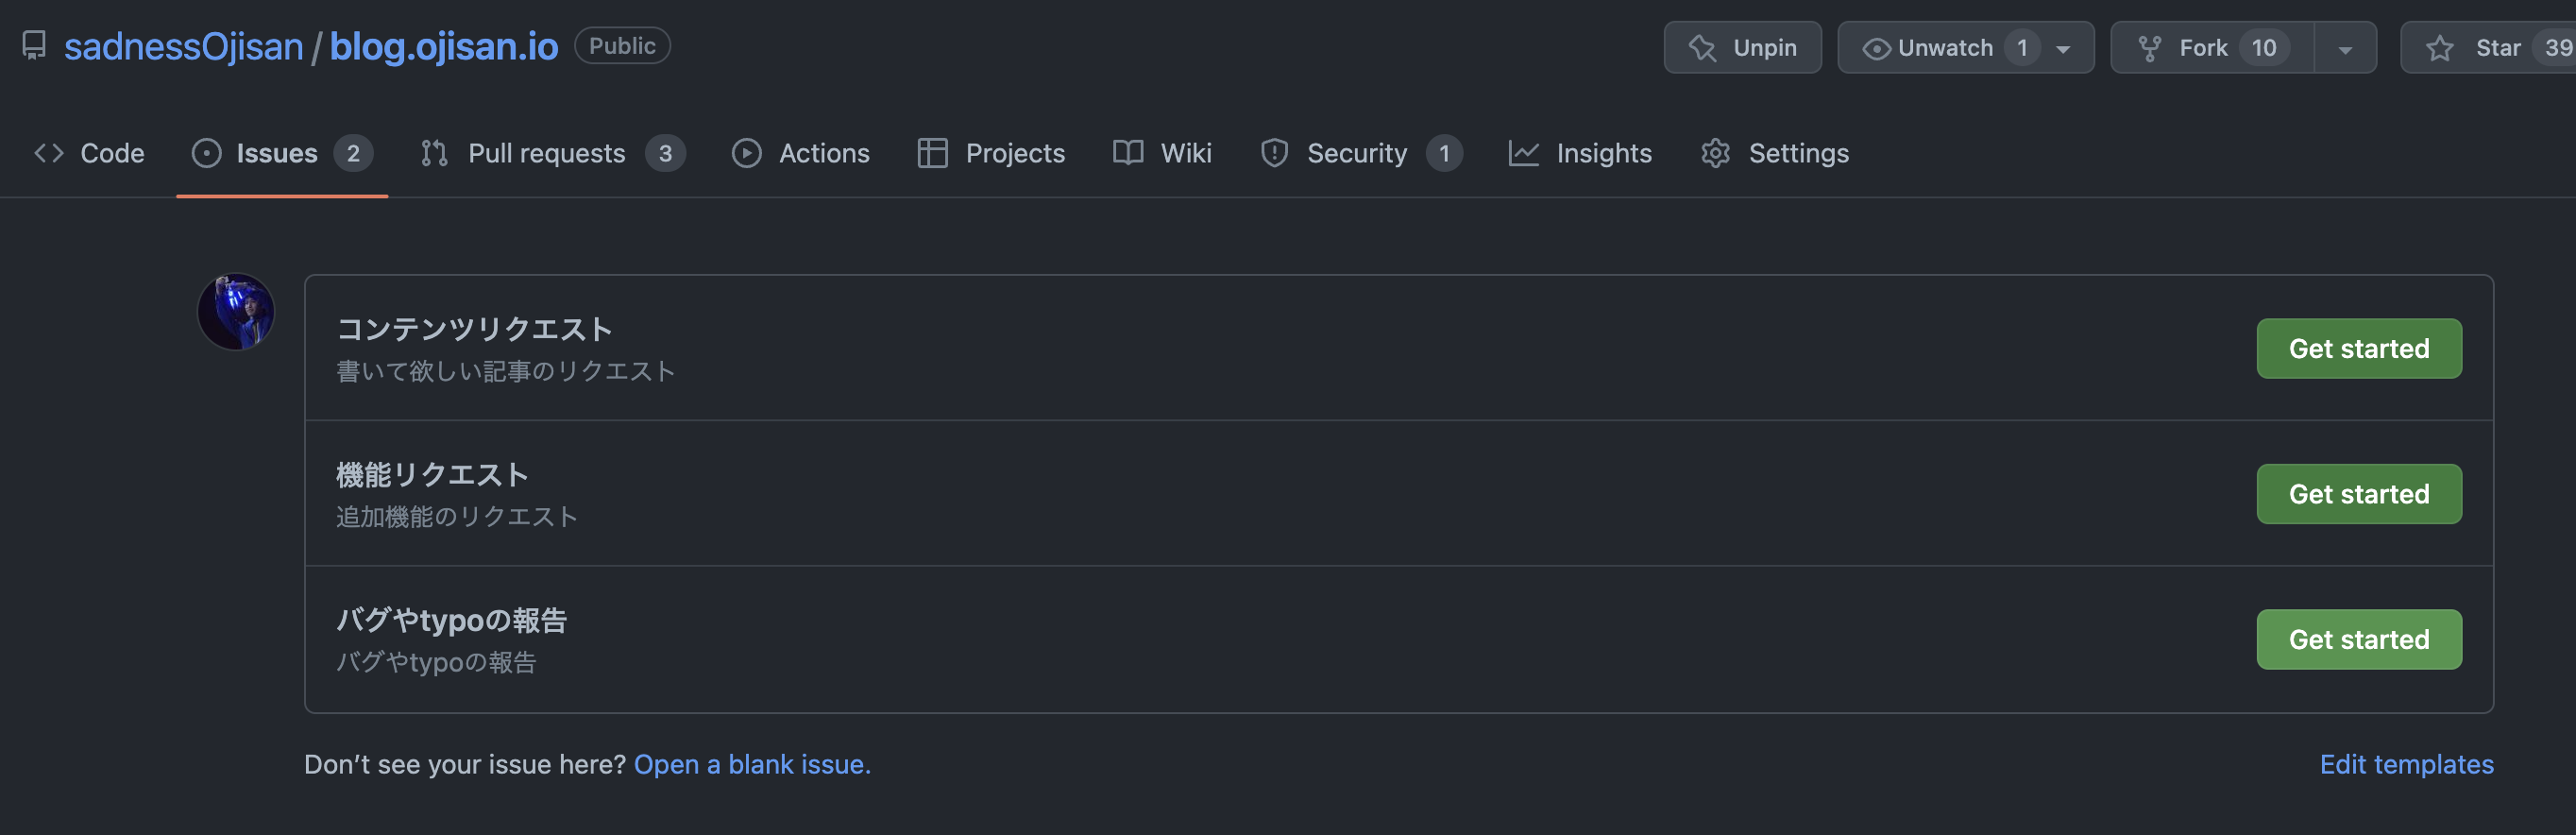 sadnessOjisan / blog.ojisan.io Public Unpin Unwatch 1 Fork 10 Star 39
Code Issues 2 Pull requests 3 Actions Projects Wiki Security 1 Insights Settings
コンテンツリクエスト
書いて欲しい記事のリクエスト
Get started
機能リクエスト
追加機能のリクエスト
Get started
バグやtypoの報告
バグやtypoの報告
Get started
Don’t see your issue here? Open a blank issue. Edit templates